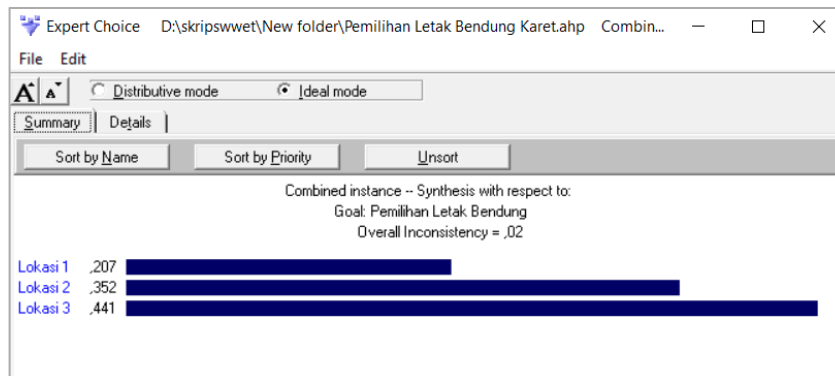 Expert Choice D:\skripswwet\New folder\Pemilihan Letak Bendung Karet.ahp Combin...
File Edit
A A Distributive mode Ideal mode
Summary Details
Sort by Name Sort by Priority Unsort
Combined instance -- Synthesis with respect to:
Goal: Pemilihan Letak Bendung
Overall Inconsistency = ,02
Lokasi 1 ,207
Lokasi 2 ,352
Lokasi 3 ,441